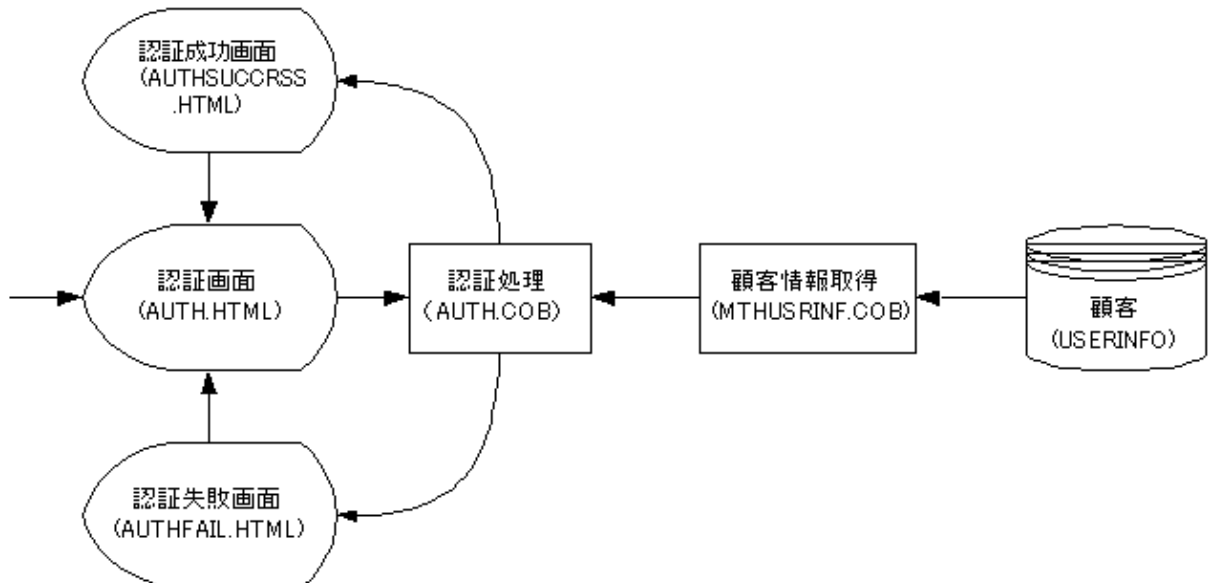 認証成功画面
(AUTHSUCCRSS
.HTML)
認証画面
(AUTH.HTML)
認証処理
(AUTH.COB)
顧客情報取得
(MTHUSRINF.COB)
顧客
(USERINFO)
認証失敗画面
(AUTHFAIL.HTML)